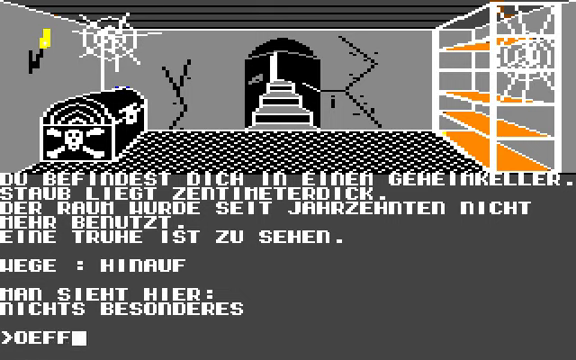 DU BEFINDEST DICH IN EINEM GEHEIMKELLER.
STAUB LIEGT ZENTIMETERDICK.
DER RAUM WURDE SEIT JAHRZEHNTEN NICHT
MEHR BENUTZT.
EINE TRUHE IST ZU SEHEN.
WEGE : HINAUF
MAN SIEHT HIER:
NICHTS BESONDERES
>OEFF